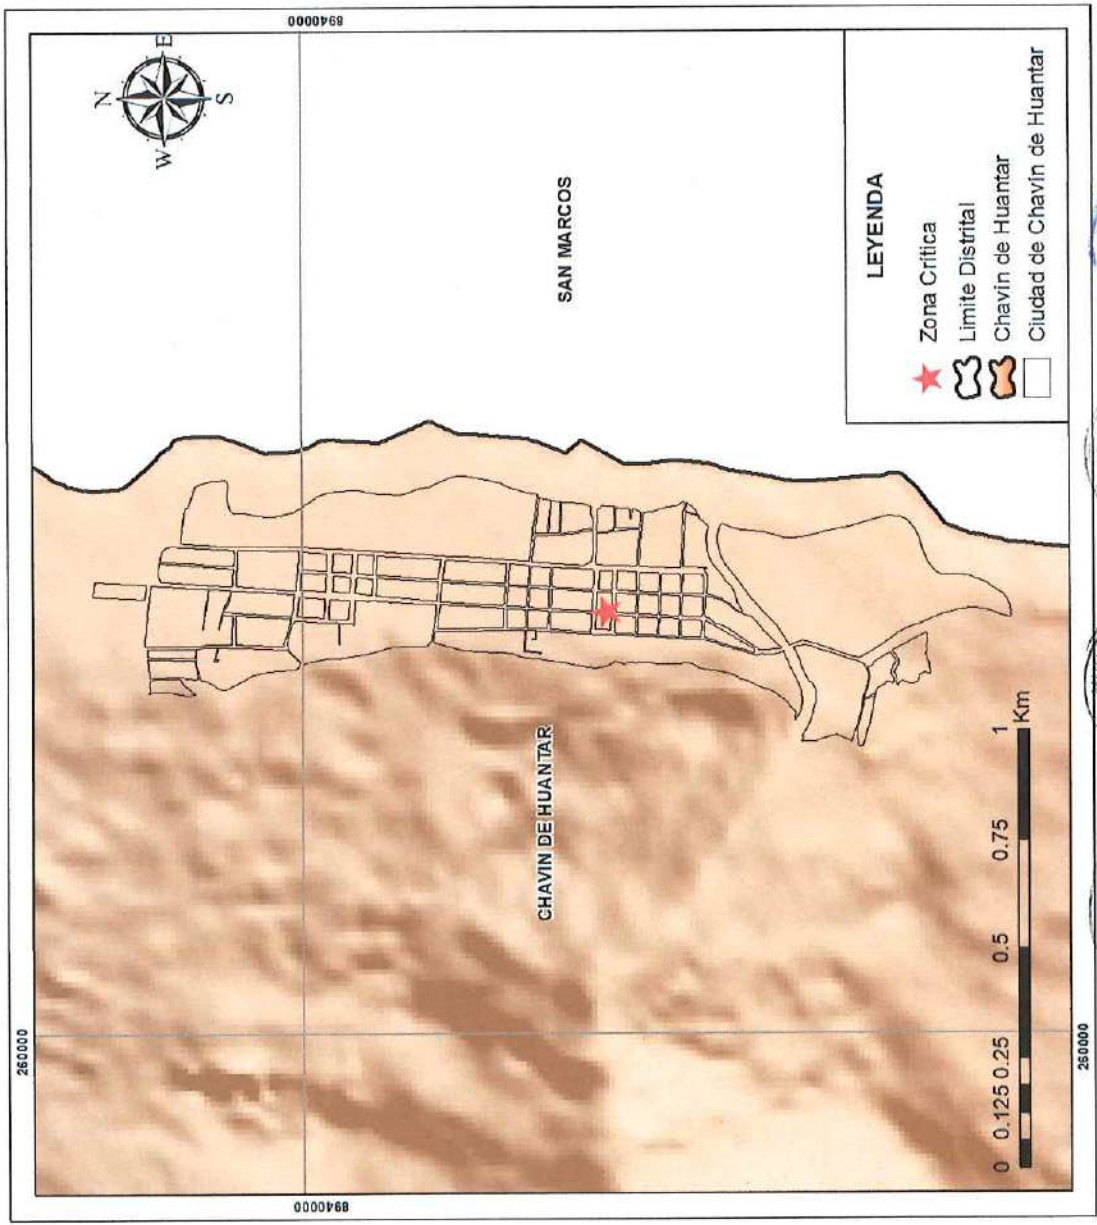 8940000
N
E
W
S
260000
CHAVIN DE HUANTAR
SAN MARCOS
LEYENDA
Zona Crítica
Limite Distrital
Chavin de Huantar
Ciudad de Chavin de Huantar
0 0.125 0.25 0.5 0.75 1
Km
260000
8940000